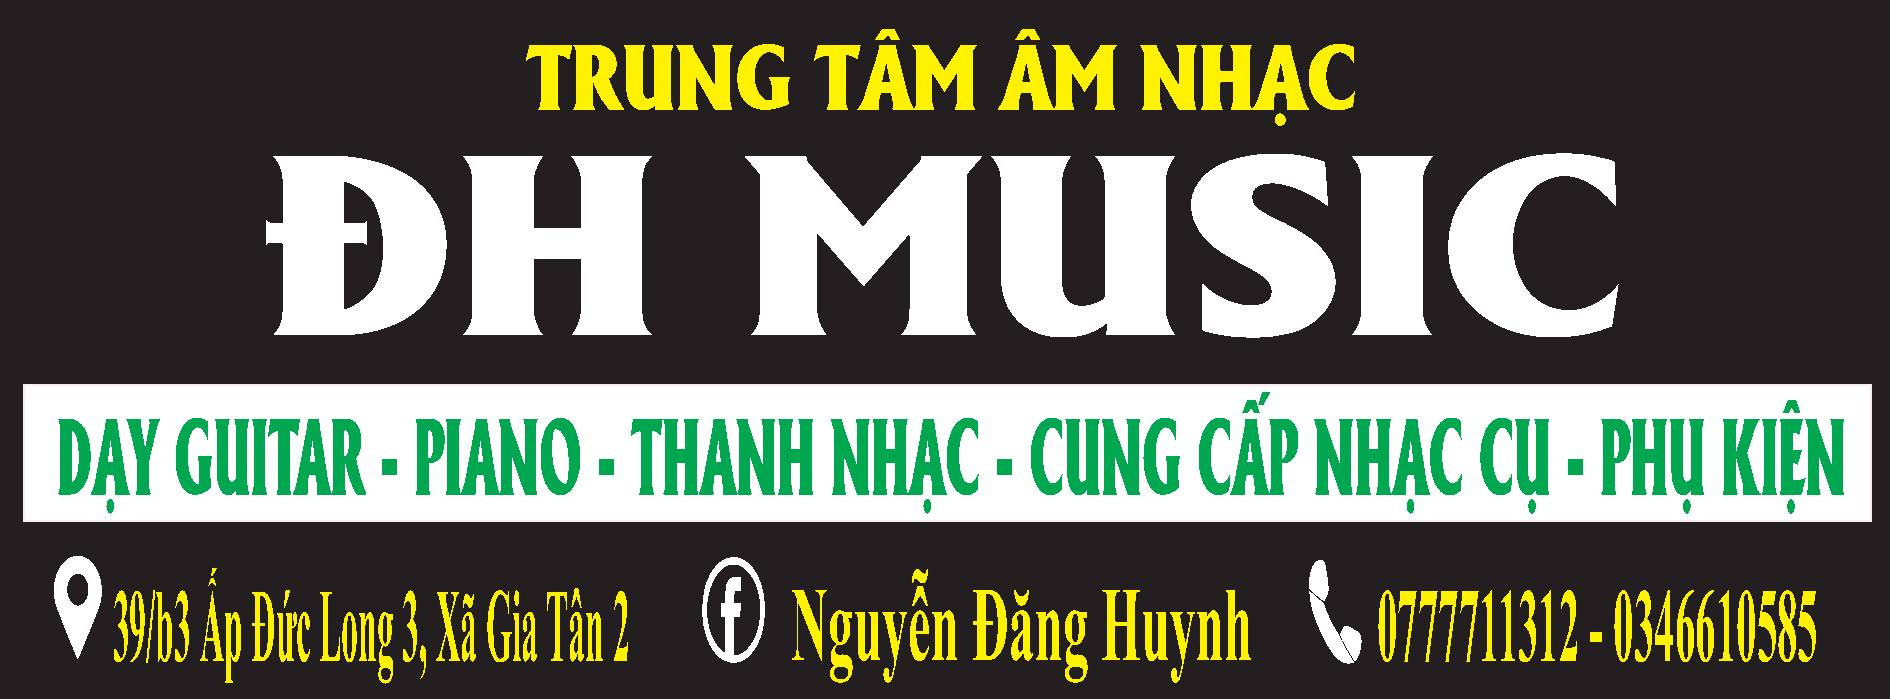 TRUNG TÂM ÂM NHẠC
ĐH MUSIC
DẠY GUITAR - PIANO - THANH NHẠC - CUNG CẤP NHẠC CỤ - PHỤ KIỆN
39/b3 Ấp Đức Long 3, Xã Gia Tân 2 Nguyễn Đăng Huynh 0777711312 - 0346610585